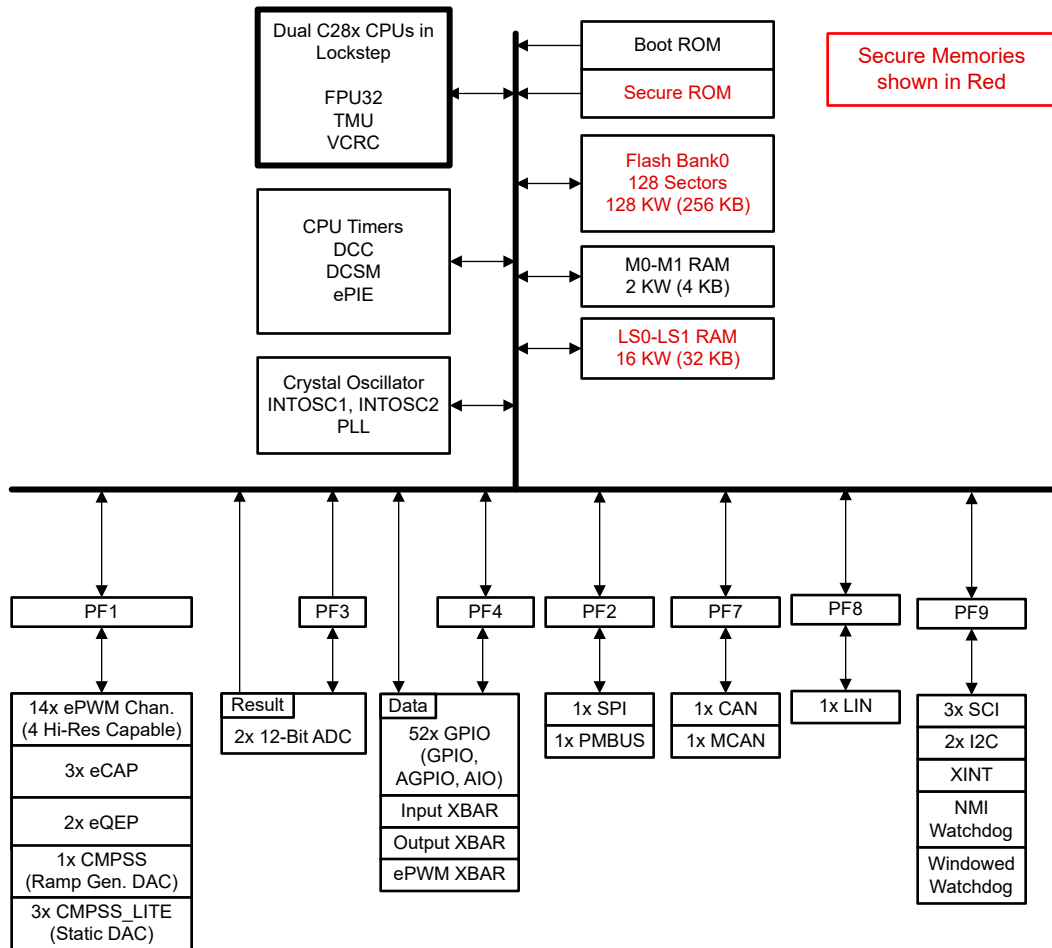 Dual C28x CPUs in
Lockstep
FPU32
TMU
VCRC
CPU Timers
DCC
DCSM
ePIE
Crystal Oscillator
INTOSC1, INTOSC2
PLL
Boot ROM
Secure ROM
Flash Bank0
128 Sectors
128 KW (256 KB)
M0-M1 RAM
2 KW (4 KB)
LS0-LS1 RAM
16 KW (32 KB)
Secure Memories
shown in Red
PF1
14x ePWM Chan.
(4 Hi-Res Capable)
3x eCAP
2x eQEP
1x CMPSS
(Ramp Gen. DAC)
3x CMPSS_LITE
(Static DAC)
PF3
Result
2x 12-Bit ADC
PF4
Data
52x GPIO
(GPIO,
AGPIO, AIO)
Input XBAR
Output XBAR
ePWM XBAR
PF2
1x SPI
1x PMBUS
PF7
1x CAN
1x MCAN
PF8
1x LIN
PF9
3x SCI
2x I2C
XINT
NMI
Watchdog
Windowed
Watchdog